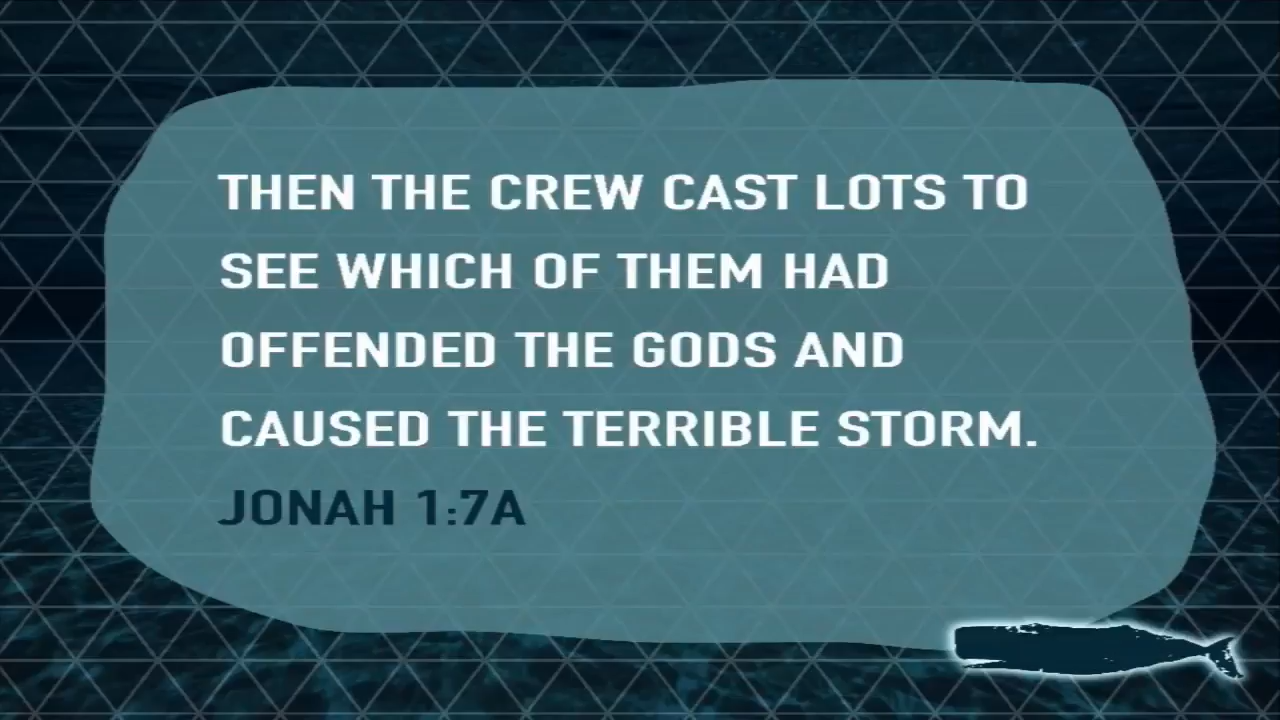 THEN THE CREW CAST LOTS TO
SEE WHICH OF THEM HAD
OFFENDED THE GODS AND
CAUSED THE TERRIBLE STORM.
JONAH 1:7A